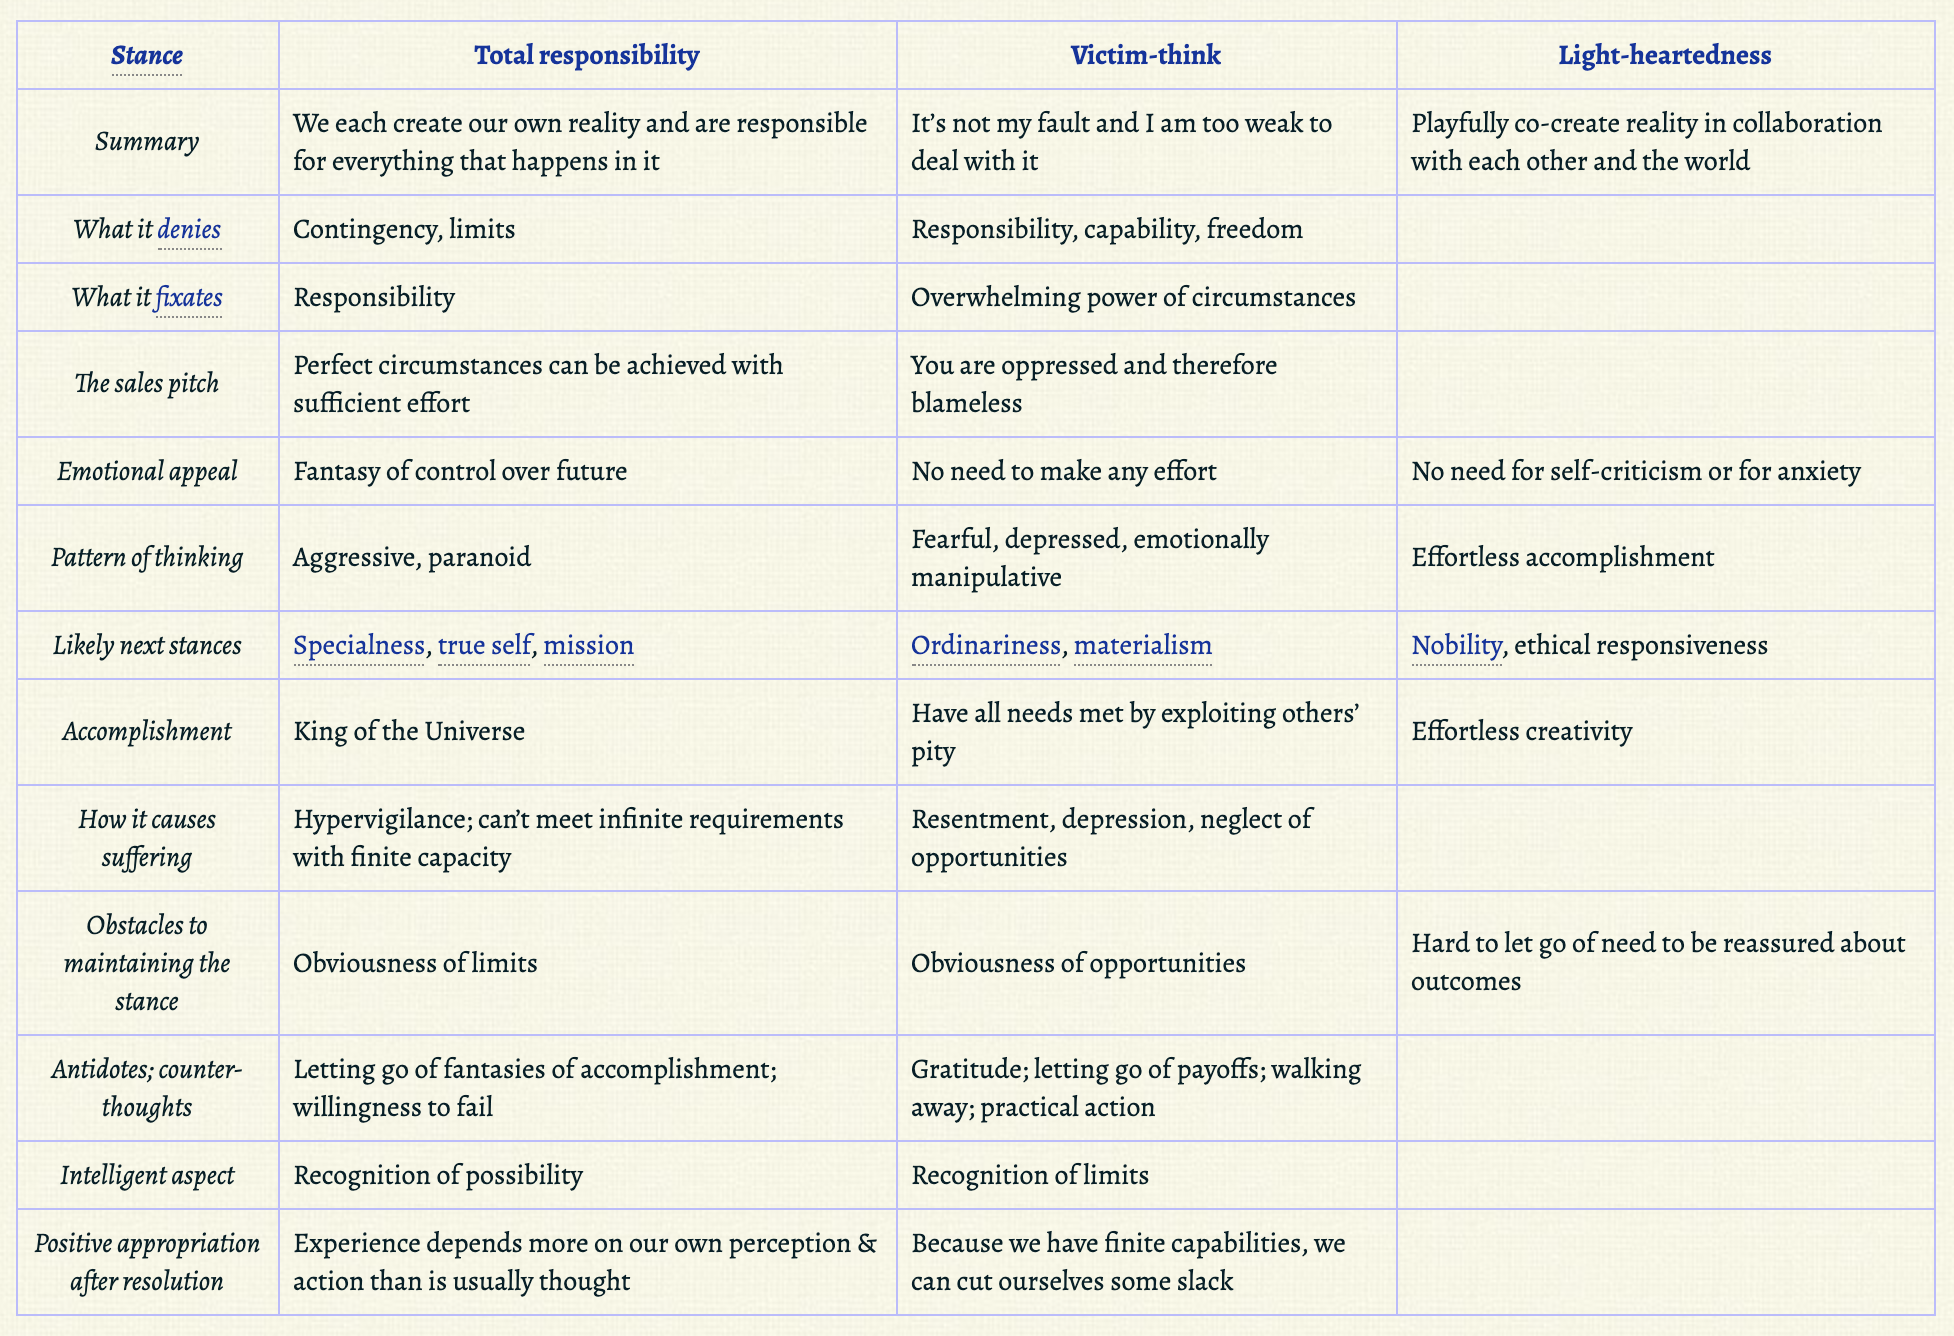 Stance
Total responsibility
Victim-think
Light-heartedness
Summary
We each create our own reality and are responsible
for everything that happens in it
It’s not my fault and I am too weak to
deal with it
Playfully co-create reality in collaboration
with each other and the world
What it denies
Contingency, limits
Responsibility, capability, freedom
What it fixates
Responsibility
Overwhelming power of circumstances
The sales pitch
Perfect circumstances can be achieved with
sufficient effort
You are oppressed and therefore
blameless
Emotional appeal
Fantasy of control over future
No need to make any effort
No need for self-criticism or for anxiety
Pattern of thinking
Aggressive, paranoid
Fearful, depressed, emotionally
manipulative
Effortless accomplishment
Likely next stances
Specialness, true self, mission
Ordinariness, materialism
Nobility, ethical responsiveness
Accomplishment
King of the Universe
Have all needs met by exploiting others’
pity
Effortless creativity
How it causes
suffering
Hypervigilance; can’t meet infinite requirements
with finite capacity
Resentment, depression, neglect of
opportunities
Obstacles to
maintaining the
stance
Obviousness of limits
Obviousness of opportunities
Hard to let go of need to be reassured about
outcomes
Antidotes; counter-
thoughts
Letting go of fantasies of accomplishment;
willingness to fail
Gratitude; letting go of payoffs; walking
away; practical action
Intelligent aspect
Recognition of possibility
Recognition of limits
Positive appropriation
after resolution
Experience depends more on our own perception &
action than is usually thought
Because we have finite capabilities, we
can cut ourselves some slack